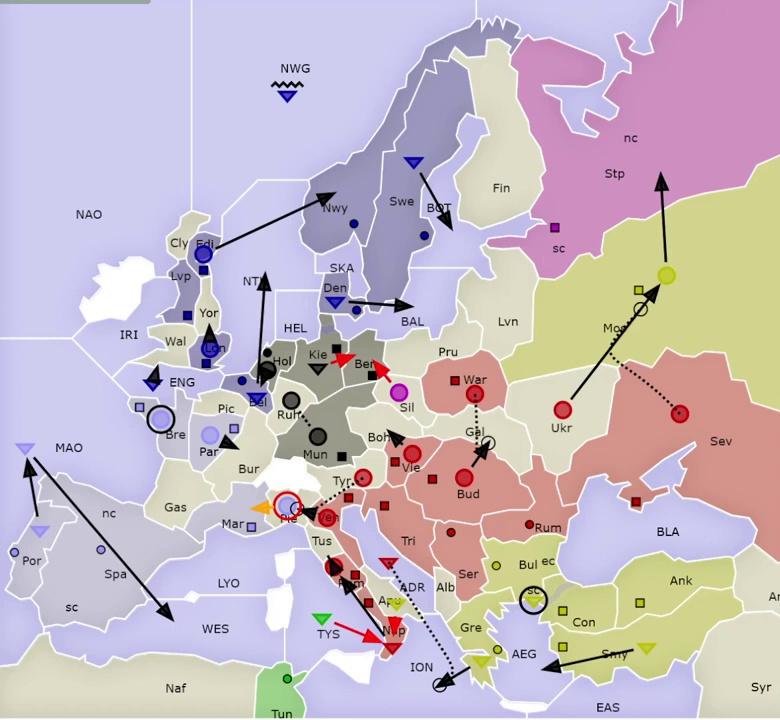 NWG
nc
Stp
NAO
Fin
Nwy
Swe
BOT
Cly
Edi
sc
Lvp
SKA
NTH
Den
Yor
BAL
Lvn
Mos
IRI
Wal
HEL
Lon
Hol
Kie
Ber
Pru
ENG
Bel
War
Ruh
Sil
Pic
Ukr
Bre
Boh
Gal
Sev
Par
Mun
Vie
MAO
Bur
Tyr
Bud
Gas
nc
Pie
Ven
Mar
Rum
BLA
Tus
Tri
Por
Spa
Ser
Bul
ec
Ank
LYO
Rom
ADR
Alb
sc
Arm
sc
Apu
Con
WES
TYS
Nap
Gre
ION
AEG
Smy
Naf
Syr
Tun
EAS